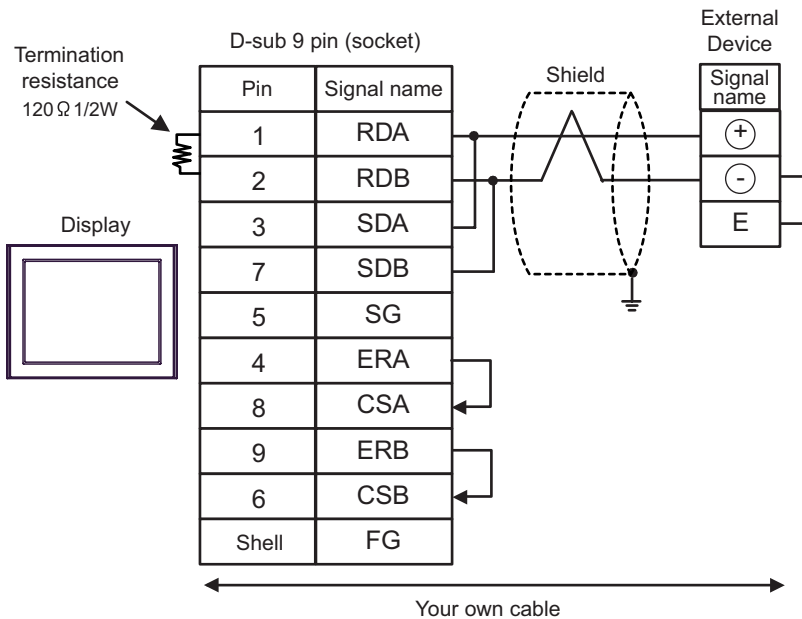 External
Device
D-sub 9 pin (socket)
Termination
resistance
120 Ω 1/2W
Shield
Pin Signal name
Signal
name
1 RDA
+
2 RDB
-
3 SDA
E
Display
7 SDB
5 SG
4 ERA
8 CSA
9 ERB
6 CSB
Shell FG
Your own cable